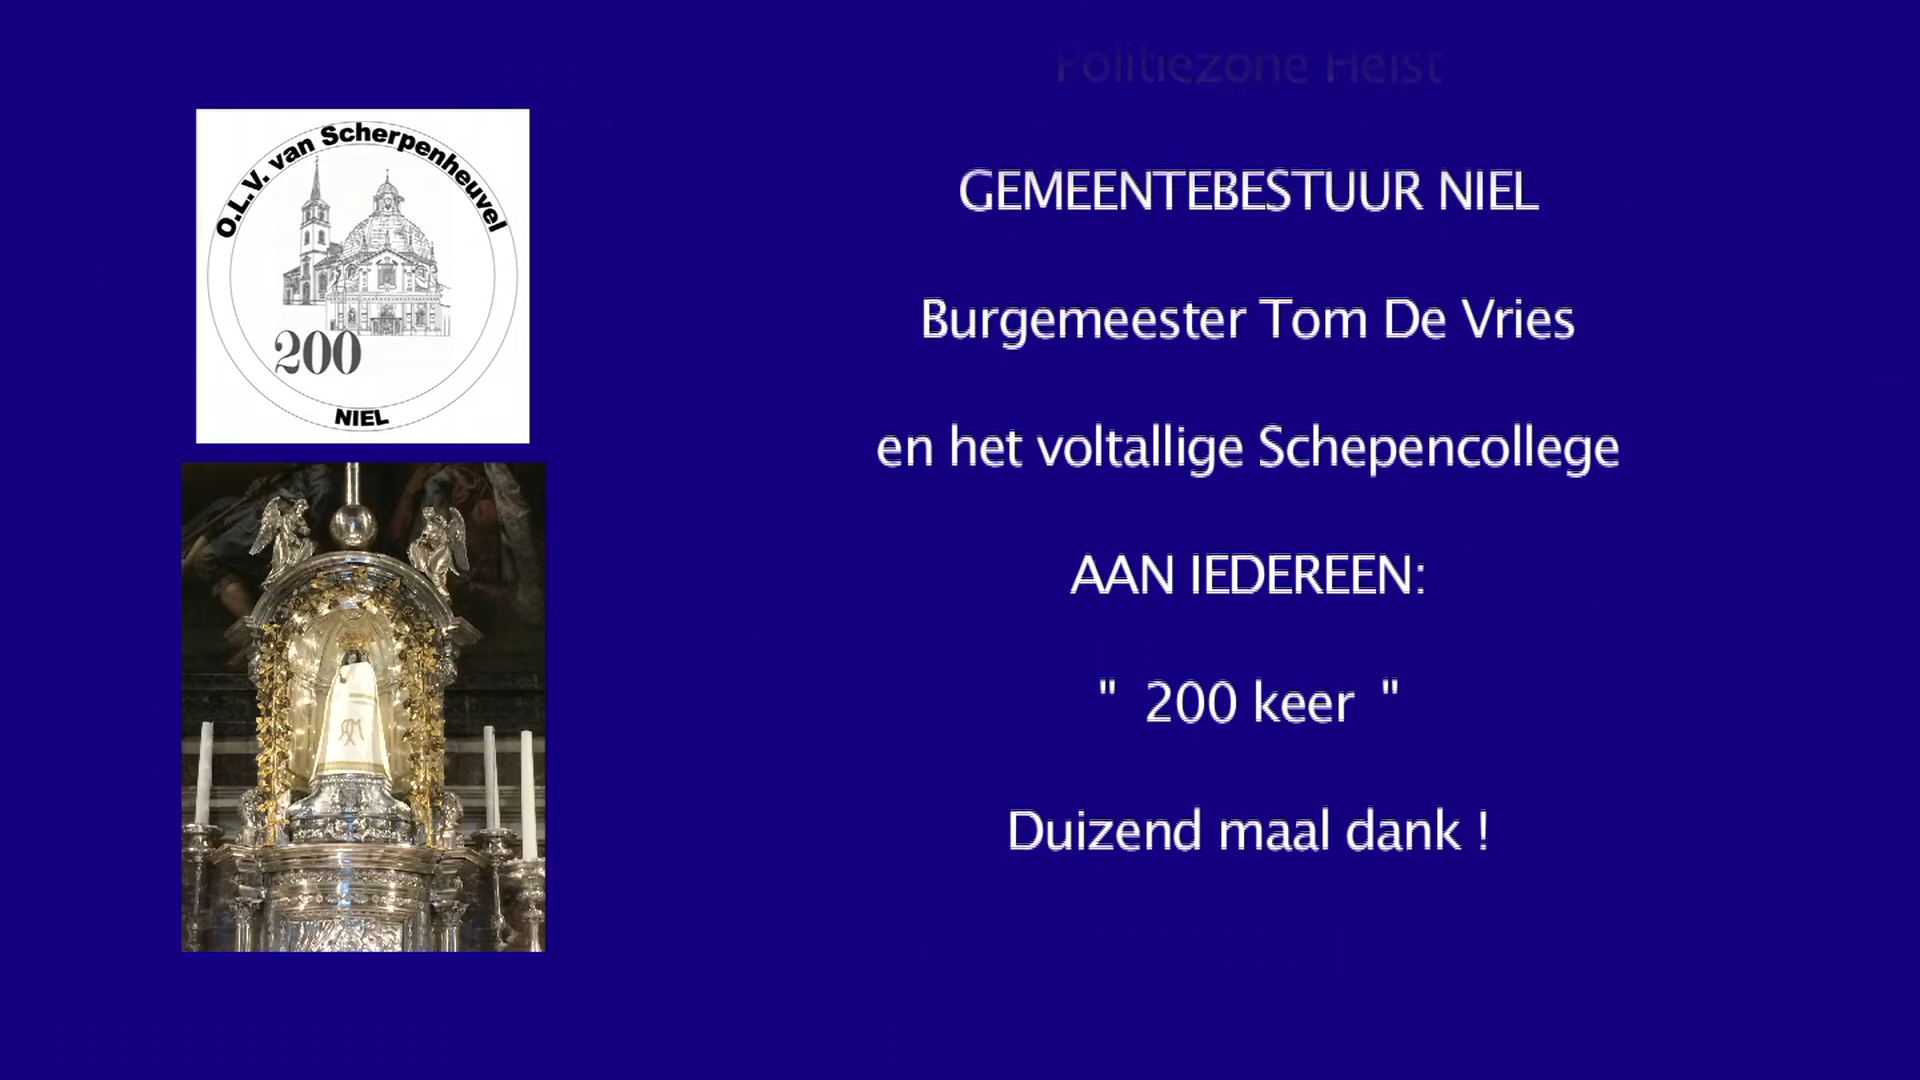 Politiezone Heist
O.L.V. van Scherpenheuvel
200
NIEL
GEMEENTEBESTUUR NIEL
Burgemeester Tom De Vries
en het voltallige Schepencollege
AAN IEDEREEN:
" 200 keer "
Duizend maal dank !